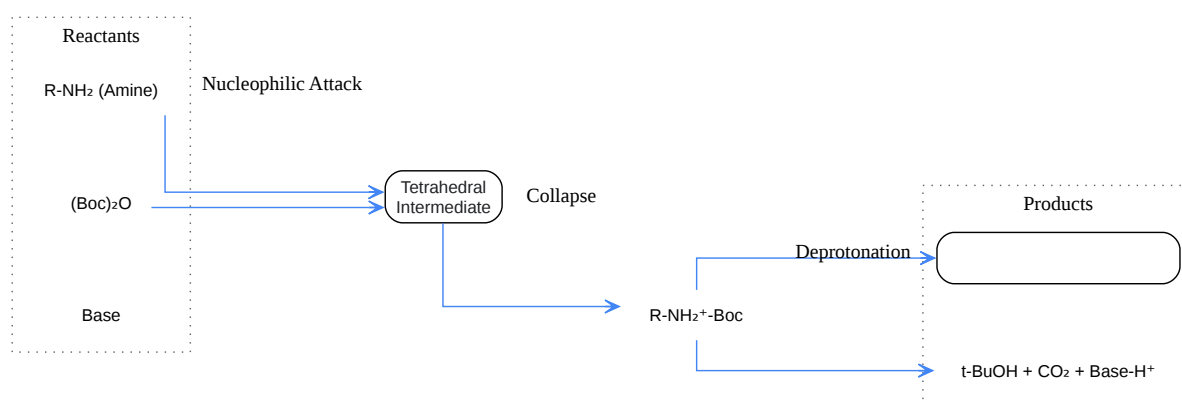 Reactants
R-NH₂ (Amine)
Nucleophilic Attack
(Boc)₂O
Tetrahedral
Intermediate
Collapse
Base
R-NH₂⁺-Boc
Deprotonation
Products
t-BuOH + CO₂ + Base-H⁺